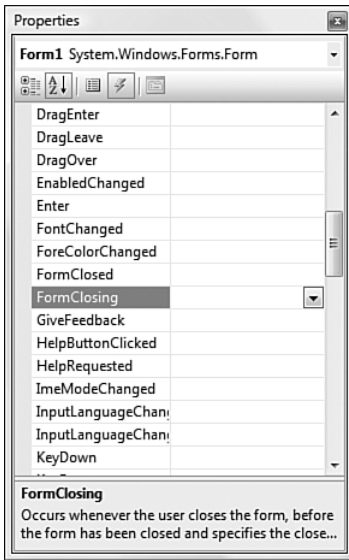 Properties
Form1 System.Windows.Forms.Form
DragEnter
DragLeave
DragOver
EnabledChanged
Enter
FontChanged
ForeColorChanged
FormClosed
FormClosing
GiveFeedback
HelpButtonClicked
HelpRequested
ImeModeChanged
InputLanguageChan
InputLanguageChan
KeyDown
FormClosing
Occurs whenever the user closes the form, before
the form has been closed and specifies the close...